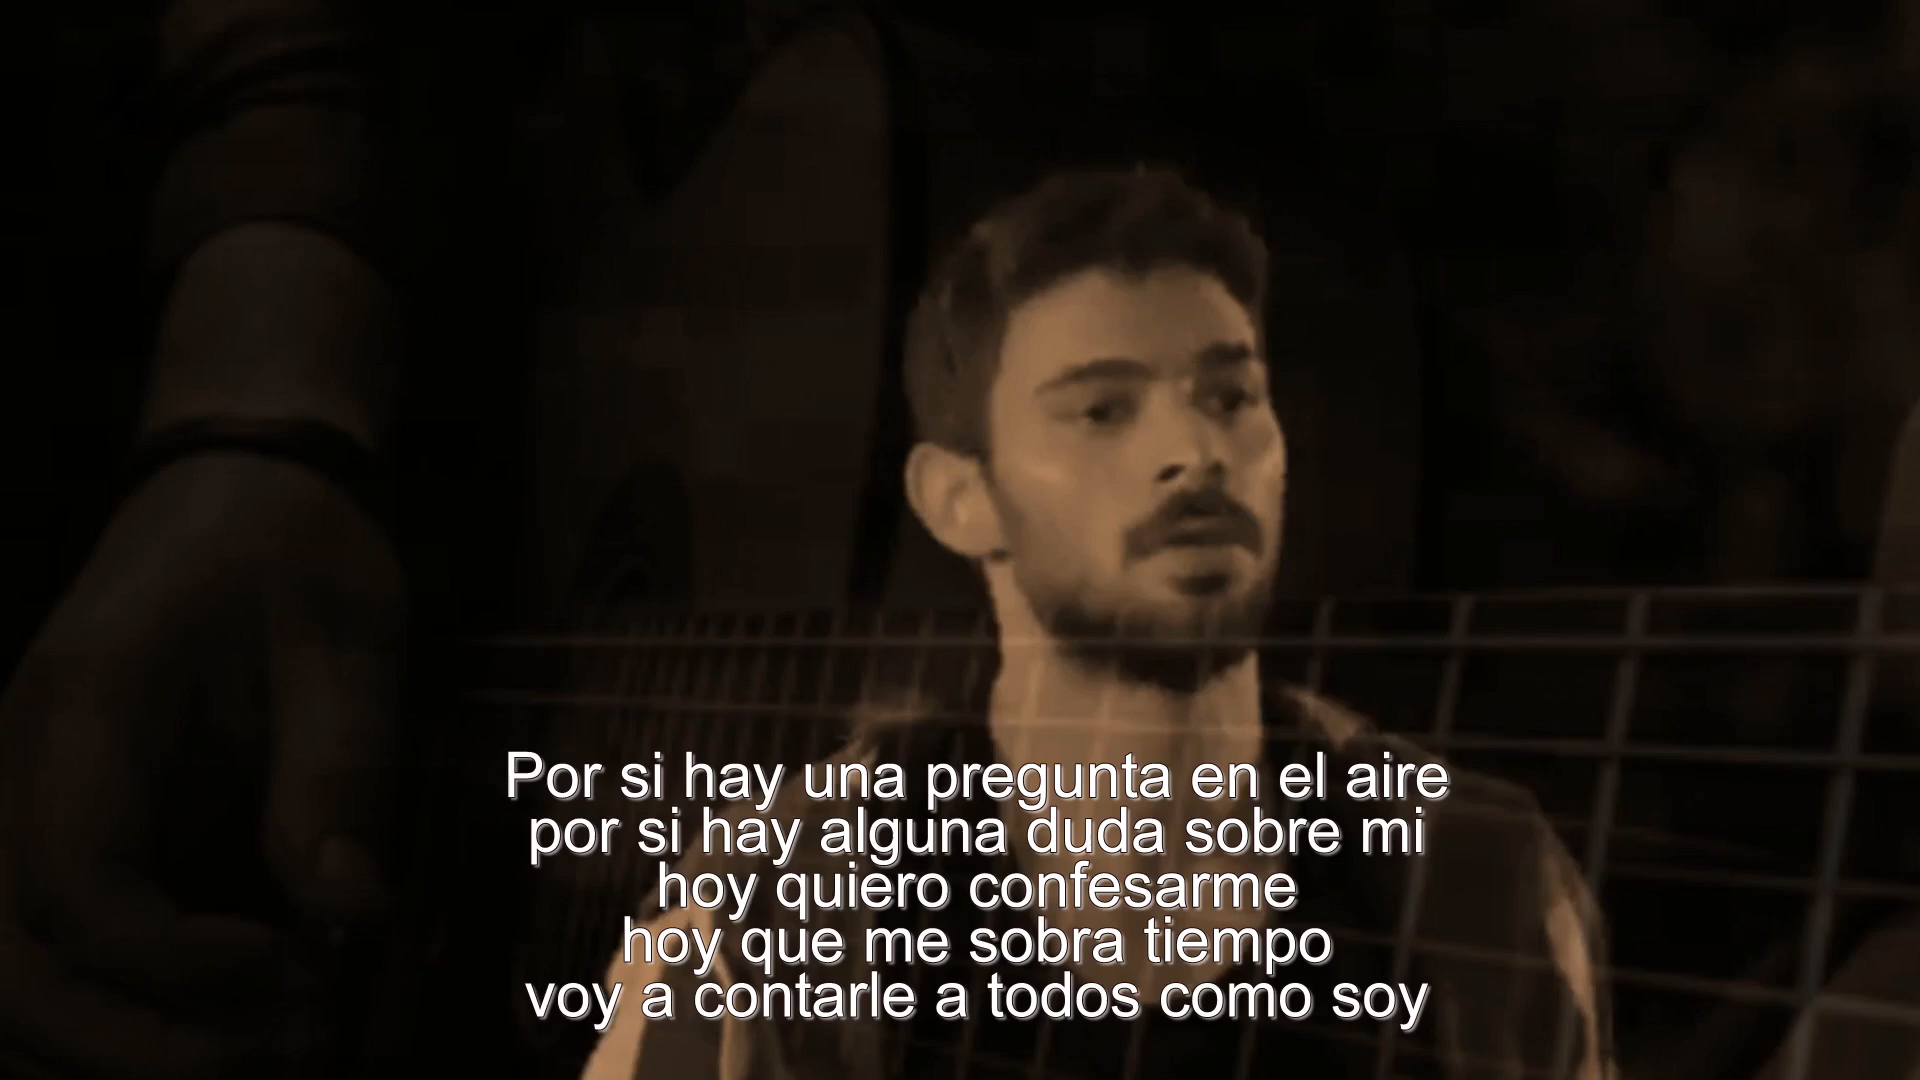 Por si hay una pregunta en el aire
por si hay alguna duda sobre mi
hoy quiero confesarme
hoy que me sobra tiempo
voy a contarle a todos como soy